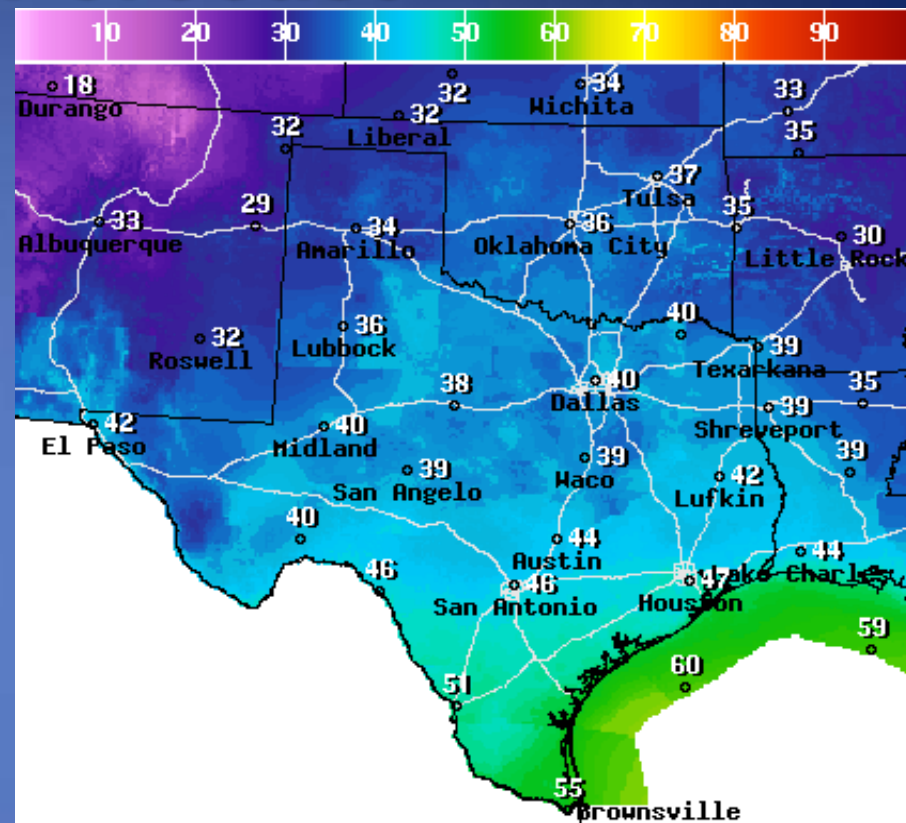 10 20 30 40 50 60 70 80 90
18
Durango
32
34
Wichita
33
32
Liberal
32
35
37
Tulsa
33
Albuquerque
29
34
Amarillo
36
Oklahoma City
35
30
Little Rock
32
Roswell
36
Lubbock
40
39
Texarkana
38
40
Dallas
35
39
Shreveport
42
El Paso
40
Midland
39
San Angelo
39
Waco
42
Lufkin
39
40
44
Austin
44
Lake Charles
46
46
San Antonio
47
Houston
59
60
51
55
Brownsville